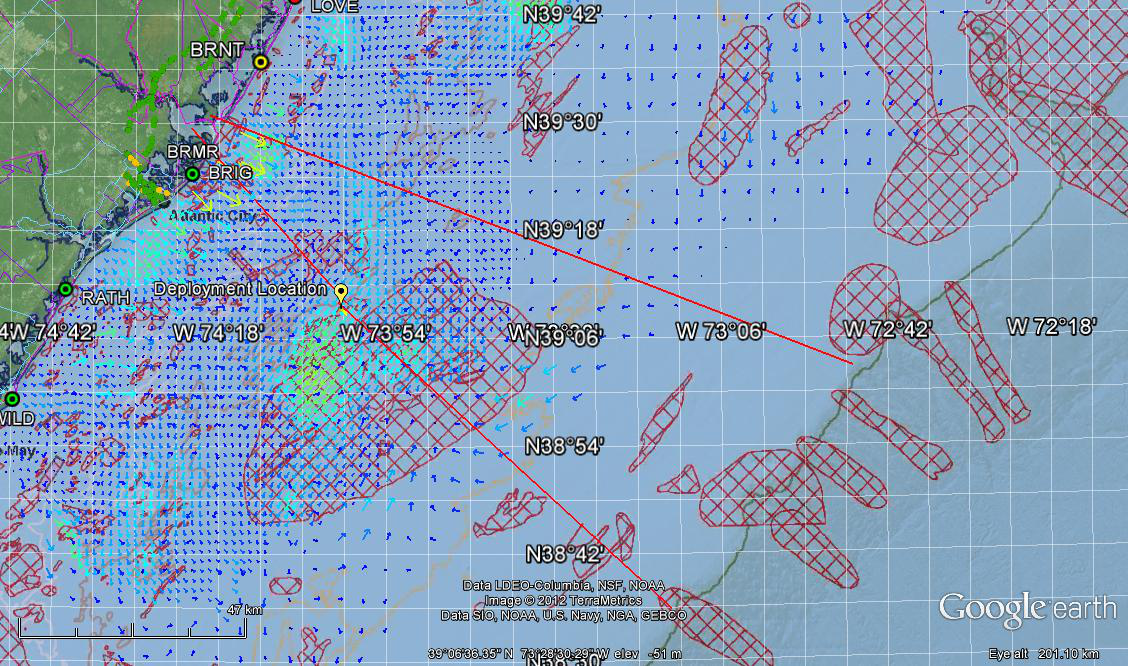 LOVE
N39°42'
BRNT
N39°30'
BRMR
BRIG
Atlantic City
N39°18'
Deployment Location
RATH
W 74°42'
W 74°18'
W 73°54'
N39°06'
W 73°06'
W 72°42'
W 72°18'
WILD
May
N38°54'
N38°42'
Data LDEO-Columbia, NSF, NOAA
Image © 2012 TerraMetrics
Data SIO, NOAA, U.S. Navy, NGA, GEBCO
47 km
Google earth
39°06'36.35" N 73°28'30.29" W elev -51 m
Eye alt 201.10 km